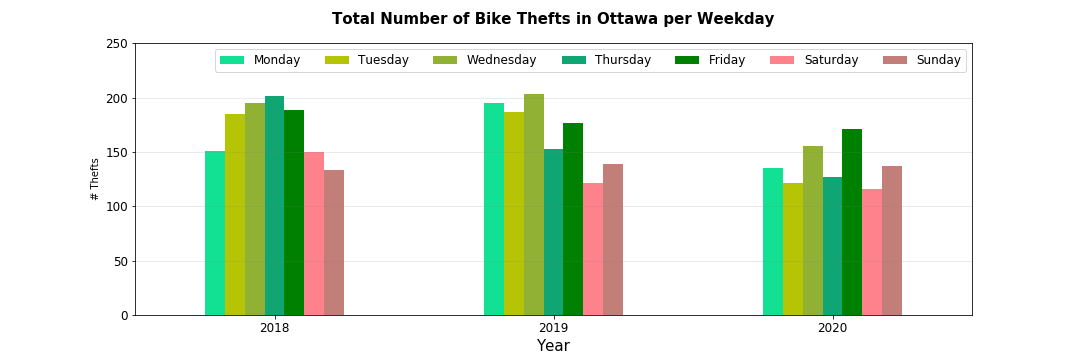 Total Number of Bike Thefts in Ottawa per Weekday
Monday Tuesday Wednesday Thursday Friday Saturday Sunday
250
200
150
100
50
0
# Thefts
2018 2019 2020
Year